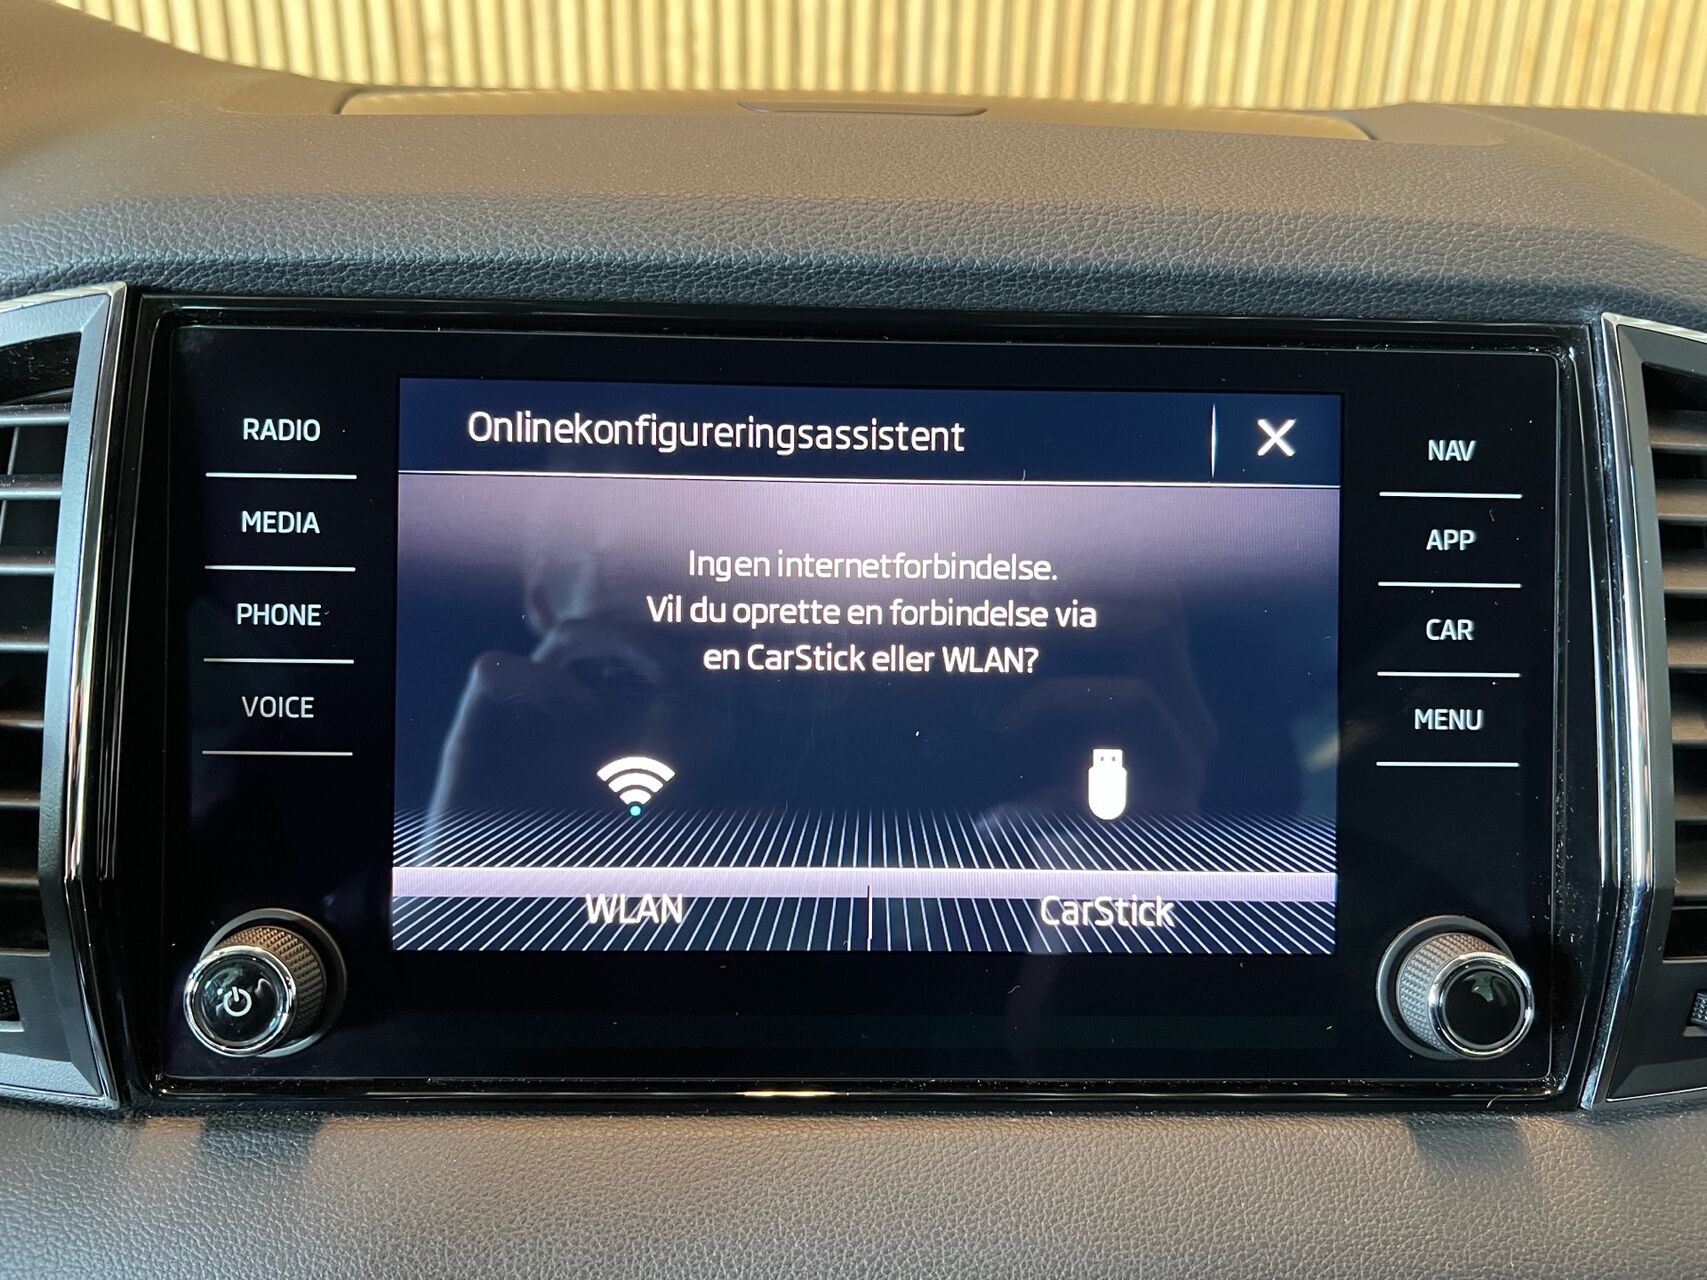 Onlinekonfigureringsassistent
RADIO
MEDIA
PHONE
VOICE
Ingen internetforbindelse.
Vil du oprette en forbindelse via
en CarStick eller WLAN?
WLAN
CarStick
NAV
APP
CAR
MENU